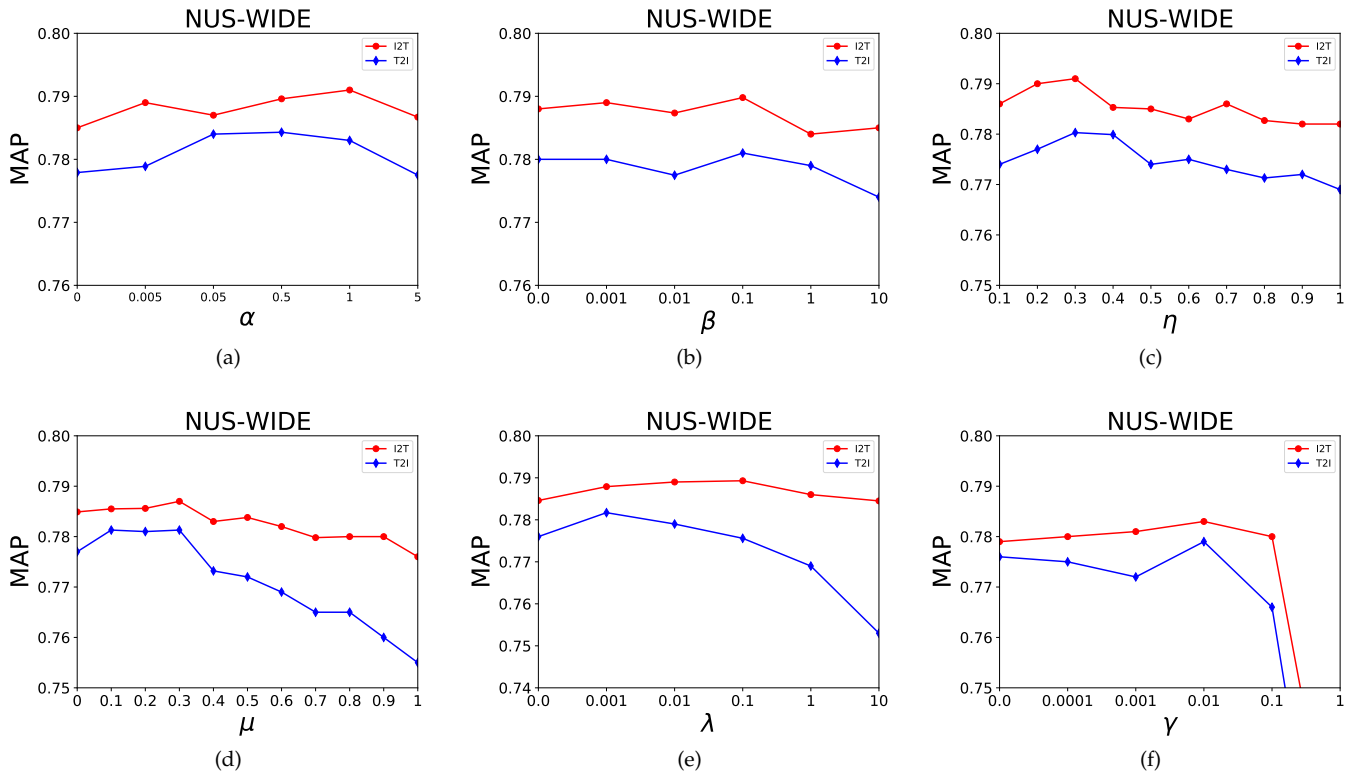 NUS-WIDE
0.80
0.79
0.78
0.77
0.76
MAP
I2T
T2I
0 0.005 0.05 0.5 1 5
α
(a)
NUS-WIDE
0.80
0.79
0.78
0.77
0.76
MAP
I2T
T2I
0.0 0.001 0.01 0.1 1 10
β
(b)
NUS-WIDE
0.80
0.79
0.78
0.77
0.76
0.75
MAP
I2T
T2I
0.1 0.2 0.3 0.4 0.5 0.6 0.7 0.8 0.9 1
η
(c)
NUS-WIDE
0.80
0.79
0.78
0.77
0.76
0.75
MAP
I2T
T2I
0 0.1 0.2 0.3 0.4 0.5 0.6 0.7 0.8 0.9 1
μ
(d)
NUS-WIDE
0.80
0.79
0.78
0.77
0.76
0.75
0.74
MAP
I2T
T2I
0.0 0.001 0.01 0.1 1 10
λ
(e)
NUS-WIDE
0.80
0.79
0.78
0.77
0.76
0.75
MAP
I2T
T2I
0.0 0.0001 0.001 0.01 0.1 1
γ
(f)